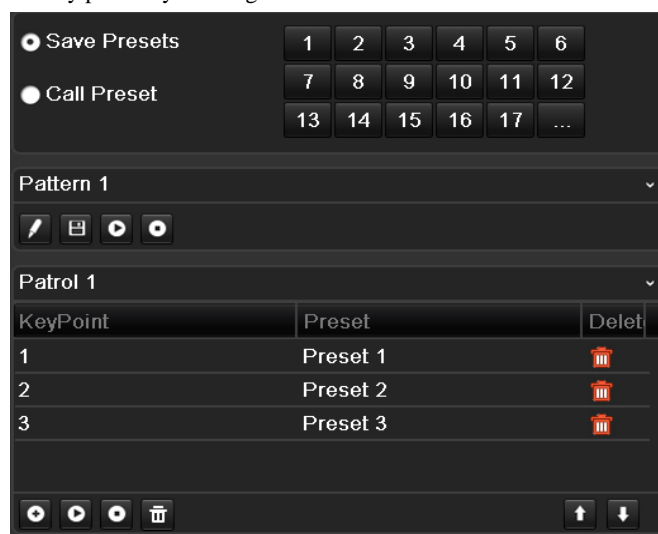 Save Presets
Call Preset
1 2 3 4 5 6
7 8 9 10 11 12
13 14 15 16 17 ...
Pattern 1
Patrol 1
KeyPoint Preset Delet
1 Preset 1
2 Preset 2
3 Preset 3